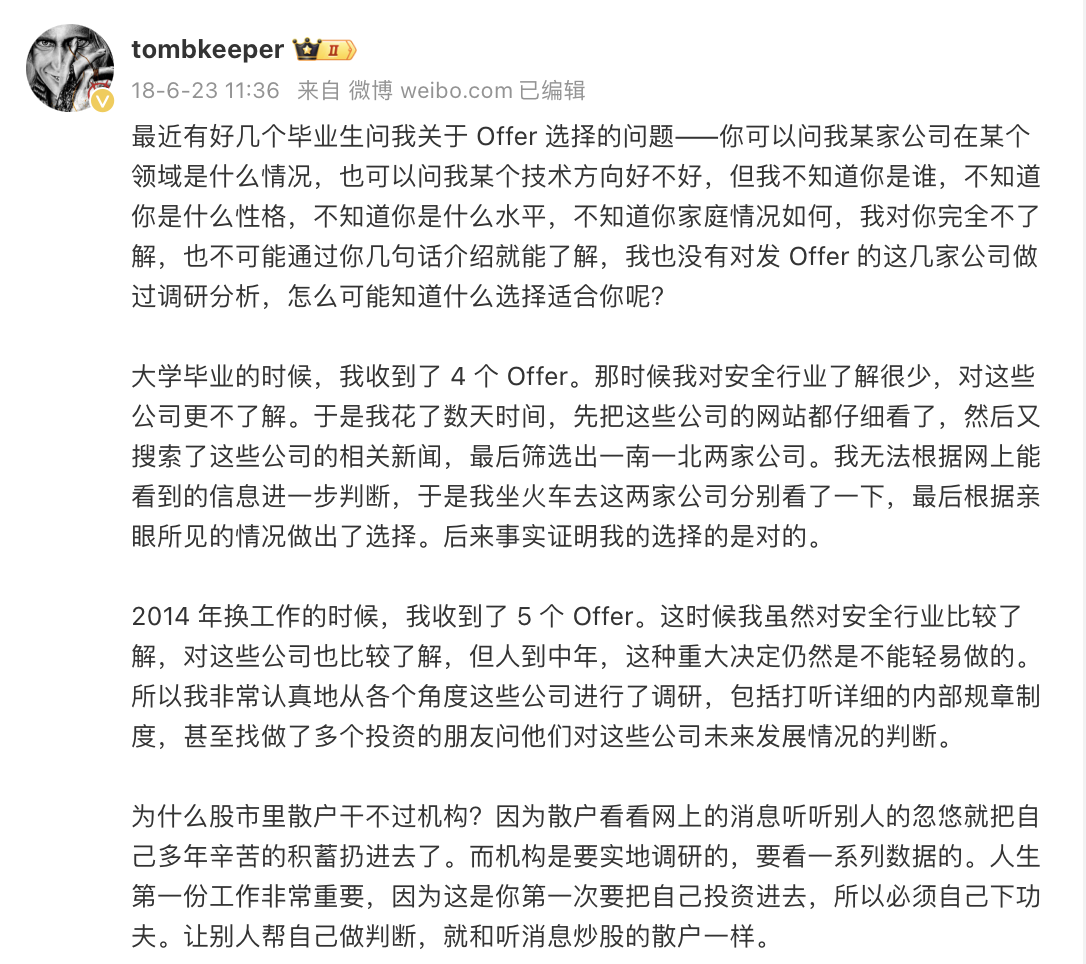 tombkeeper II
18-6-23 11:36 来自 微博 weibo.com 已编辑
最近有好几个毕业生问我关于 Offer 选择的问题——你可以问我某家公司在某个
领域是什么情况，也可以问我某个技术方向好不好，但我不知道你是谁，不知道
你是什么性格，不知道你是什么水平，不知道你家庭情况如何，我对你完全不了
解，也不可能通过你几句话介绍就能了解，我也没有对发 Offer 的这几家公司做
过调研分析，怎么可能知道什么选择适合你呢？
大学毕业的时候，我收到了 4 个 Offer。那时候我对安全行业了解很少，对这些
公司更不了解。于是我花了数天时间，先把这些公司的网站都仔细看了，然后又
搜索了这些公司的相关新闻，最后筛选出一南一北两家公司。我无法根据网上能
看到的信息进一步判断，于是我坐火车去这两家公司分别看了一下，最后根据亲
眼所见的情况做出了选择。后来事实证明我的选择的是对的。
2014 年换工作的时候，我收到了 5 个 Offer。这时候我虽然对安全行业比较了
解，对这些公司也比较了解，但人到中年，这种重大决定仍然是不能轻易做的。
所以我非常认真地从各个角度这些公司进行了调研，包括打听详细的内部规章制
度，甚至找做了多个投资的朋友问他们对这些公司未来发展情况的判断。
为什么股市里散户干不过机构？因为散户看看网上的消息听听别人的忽悠就把自
己多年辛苦的积蓄扔进去了。而机构是要实地调研的，要看一系列数据的。人生
第一份工作非常重要，因为这是你第一次要把自己投资进去，所以必须自己下功
夫。让别人帮自己做判断，就和听消息炒股的散户一样。